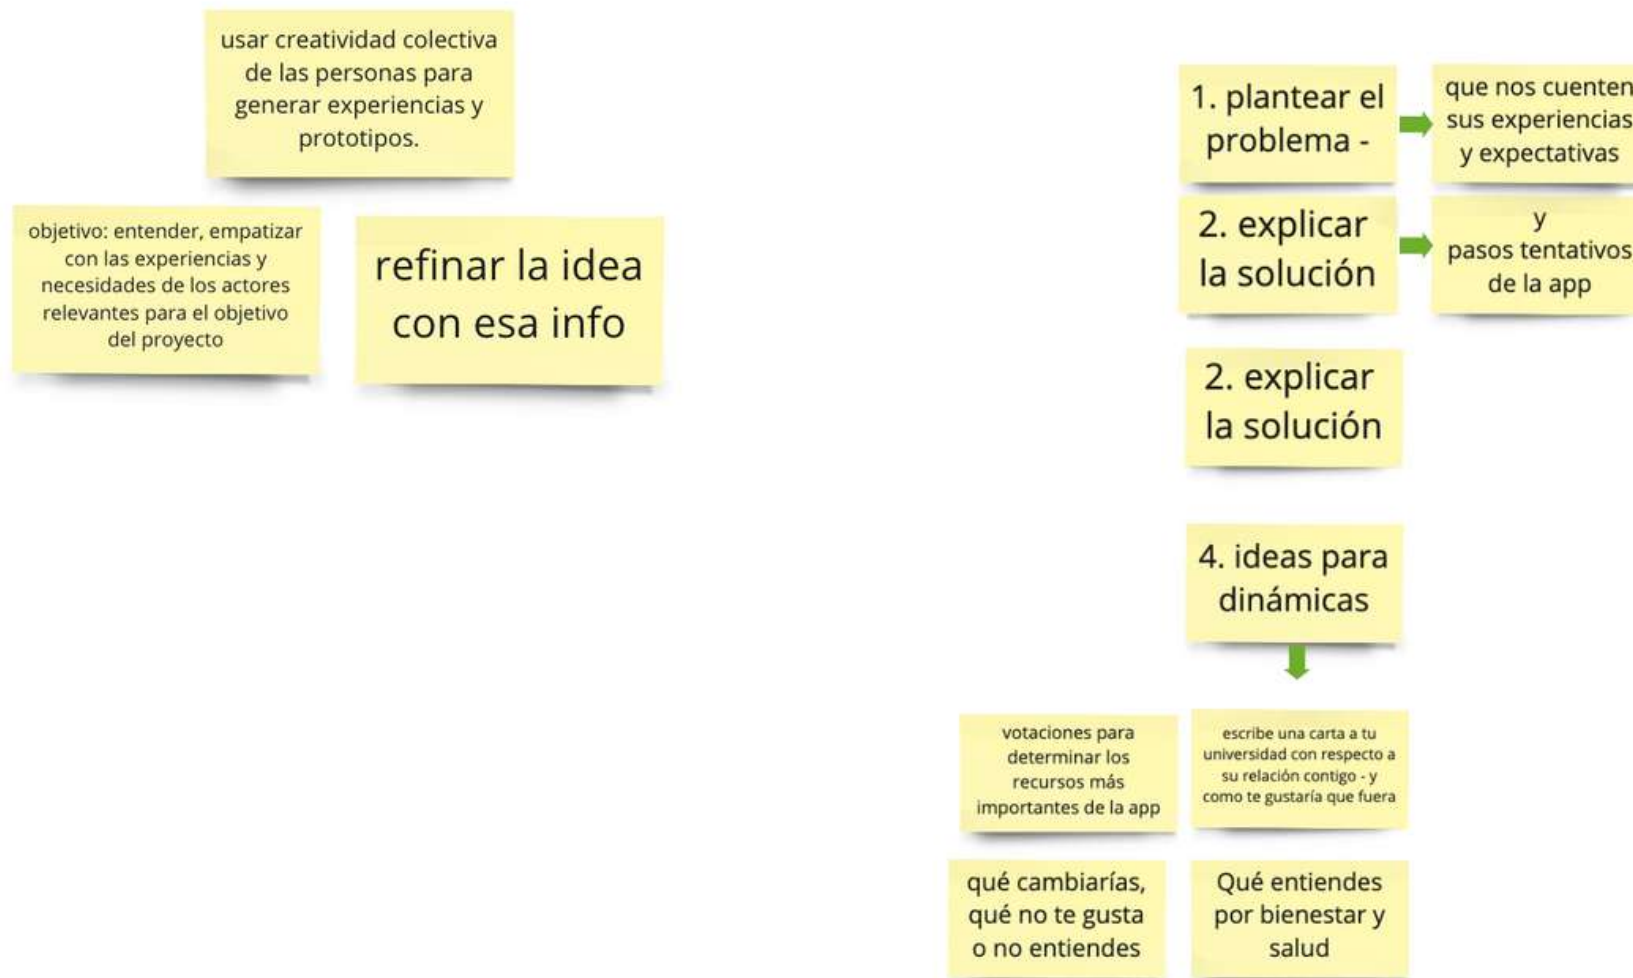 usar creatividad colectiva
de las personas para
generar experiencias y
prototipos.
objetivo: entender, empatizar
con las experiencias y
necesidades de los actores
relevantes para el objetivo
del proyecto
refinar la idea
con esa info
1. plantear el
problema -
que nos cuenten
sus experiencias
y expectativas
2. explicar
la solución
y
pasos tentativos
de la app
2. explicar
la solución
4. ideas para
dinámicas
votaciones para
determinar los
recursos más
importantes de la app
escribe una carta a tu
universidad con respecto a
su relación contigo - y
como te gustaría que fuera
qué cambiarías,
qué no te gusta
o no entiendes
Qué entiendes
por bienestar y
salud